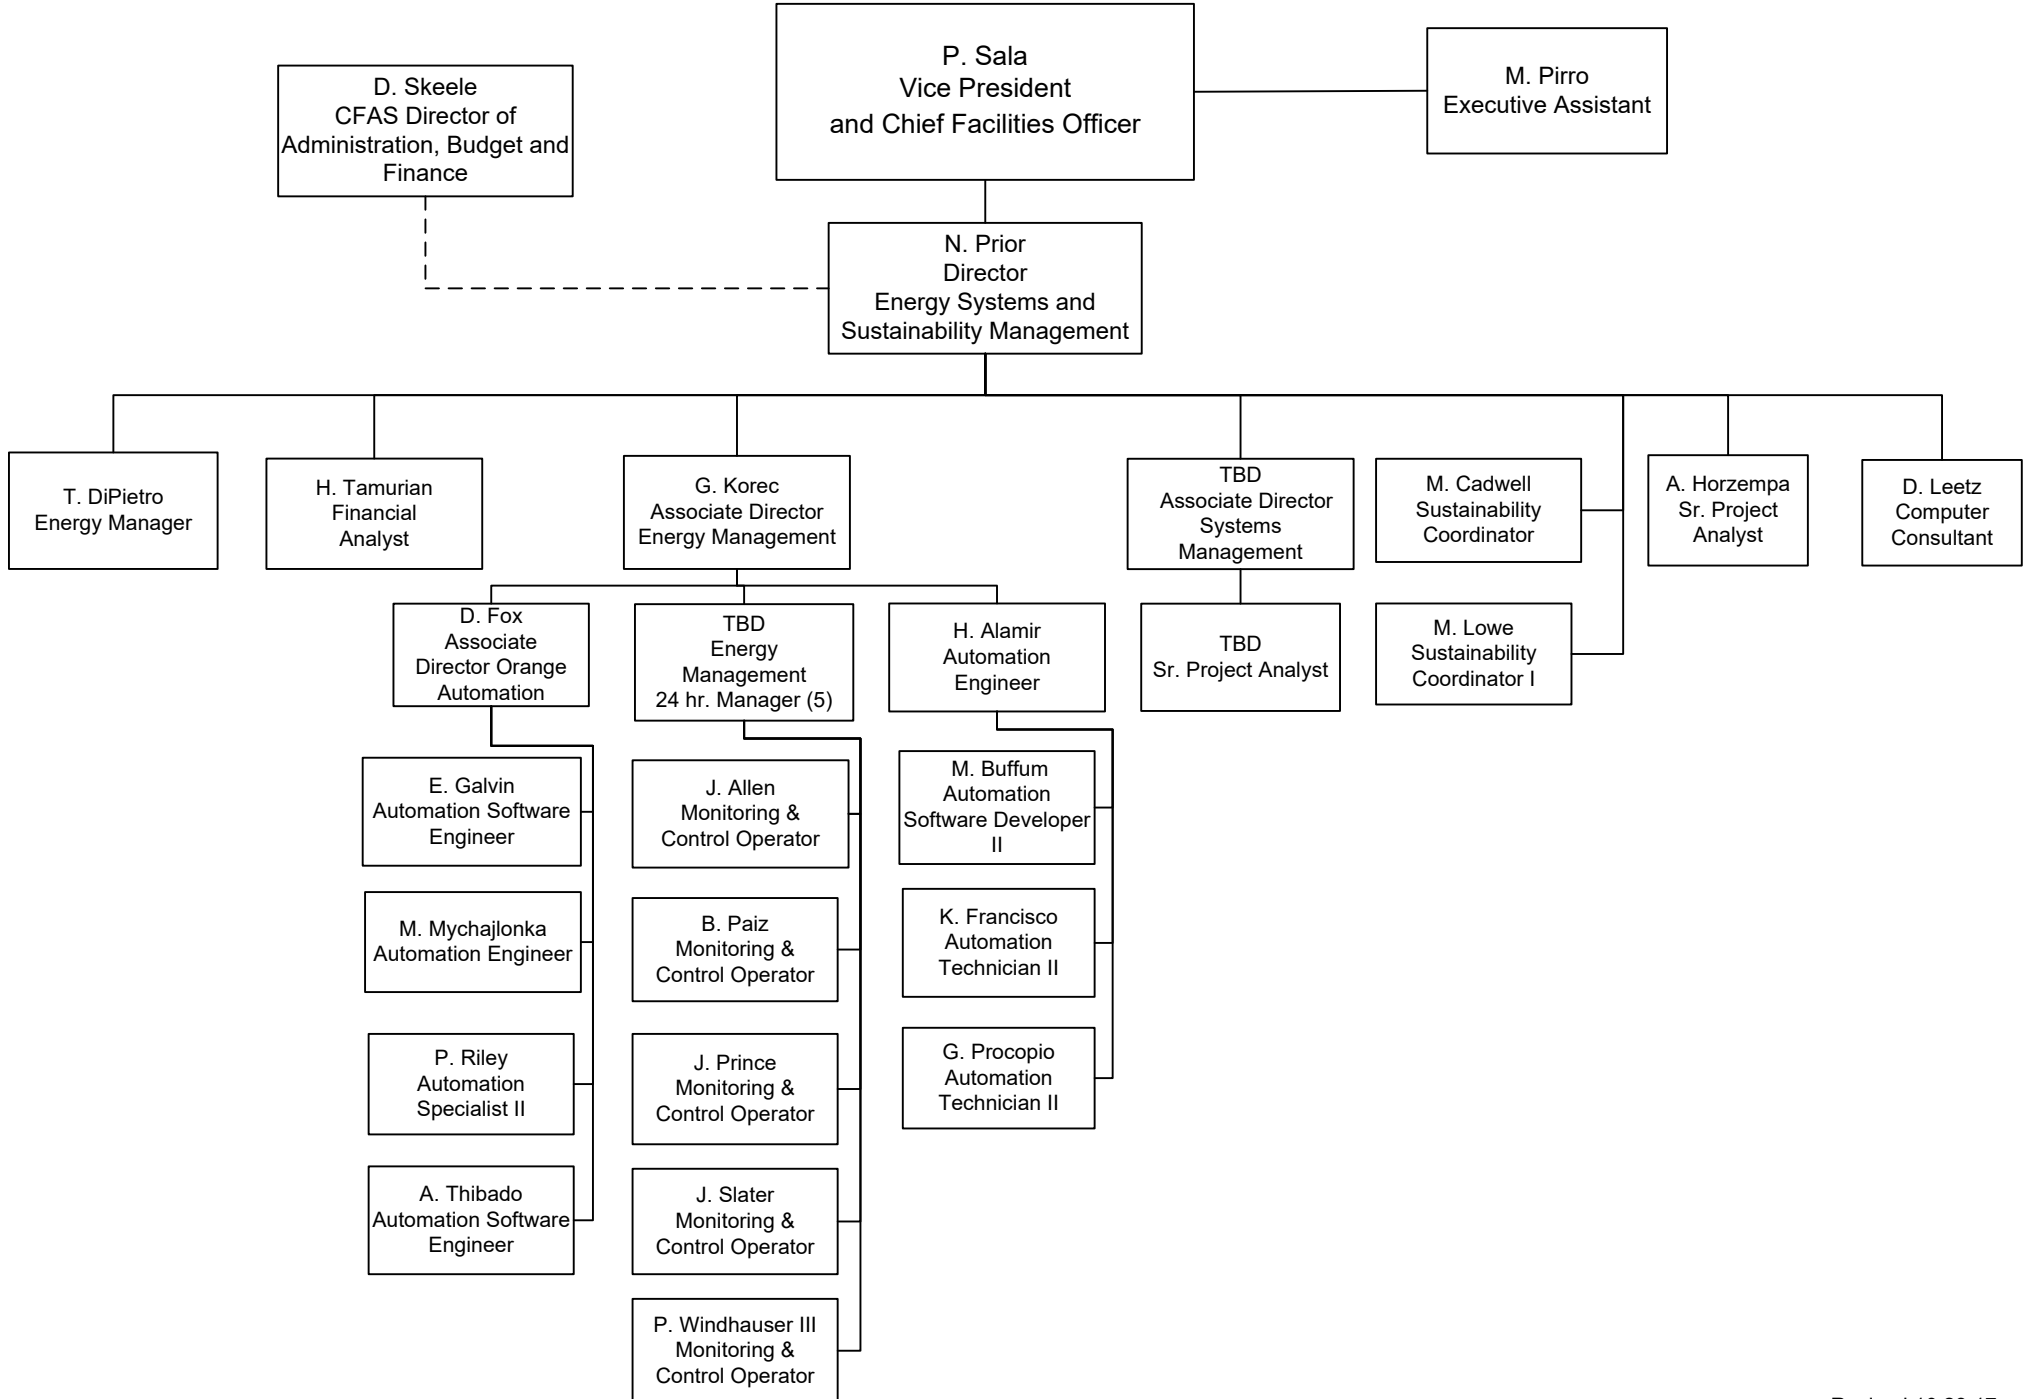 P. Sala
Vice President
and Chief Facilities Officer
M. Pirro
Executive Assistant
D. Skeele
CFAS Director of
Administration, Budget and
Finance
N. Prior
Director
Energy Systems and
Sustainability Management
T. DiPietro
Energy Manager
H. Tamurian
Financial
Analyst
G. Korec
Associate Director
Energy Management
TBD
Associate Director
Systems
Management
M. Cadwell
Sustainability
Coordinator
A. Horzempa
Sr. Project
Analyst
D. Leetz
Computer
Consultant
D. Fox
Associate
Director Orange
Automation
TBD
Energy
Management
24 hr. Manager (5)
H. Alamir
Automation
Engineer
TBD
Sr. Project Analyst
M. Lowe
Sustainability
Coordinator I
E. Galvin
Automation Software
Engineer
J. Allen
Monitoring &
Control Operator
M. Buffum
Automation
Software Developer
II
M. Mychajlonka
Automation Engineer
B. Paiz
Monitoring &
Control Operator
K. Francisco
Automation
Technician II
P. Riley
Automation
Specialist II
J. Prince
Monitoring &
Control Operator
G. Procopio
Automation
Technician II
A. Thibado
Automation Software
Engineer
J. Slater
Monitoring &
Control Operator
P. Windhauser III
Monitoring &
Control Operator